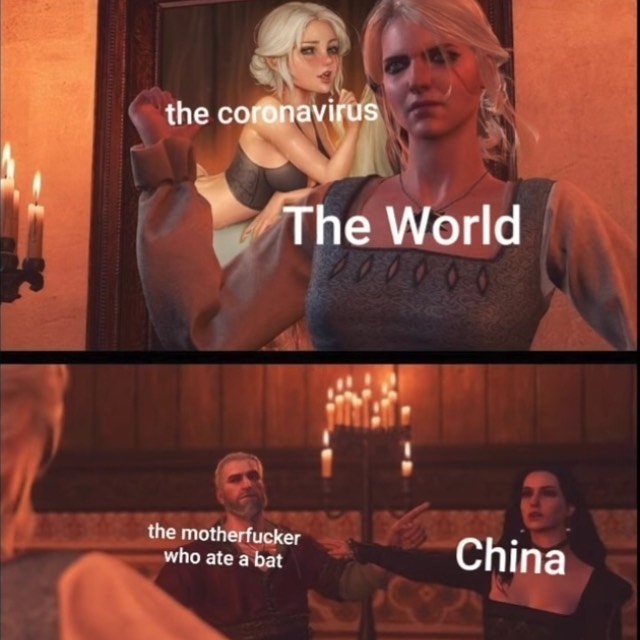 the coronavirus
The World
the motherfucker
who ate a bat
China